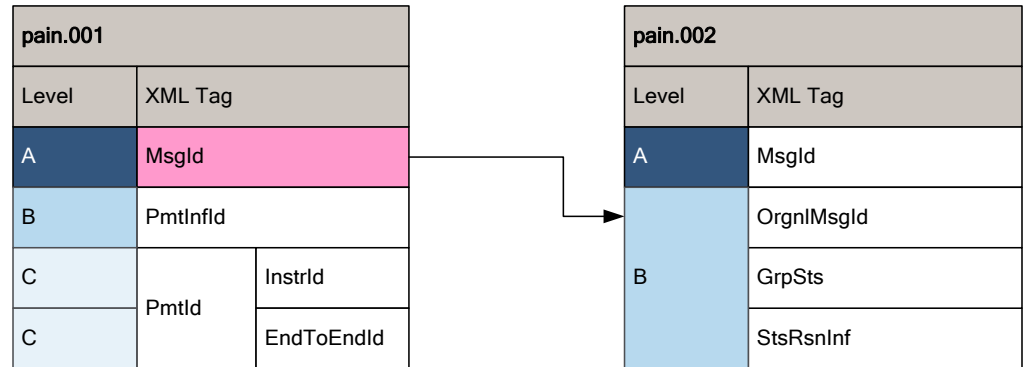 pain.001
Level XML Tag
A MsgId
B PmtInfId
C PmtId InstrId
C EndToEndId
pain.002
Level XML Tag
A MsgId
B OrgnlMsgId
GrpSts
StsRsnInf